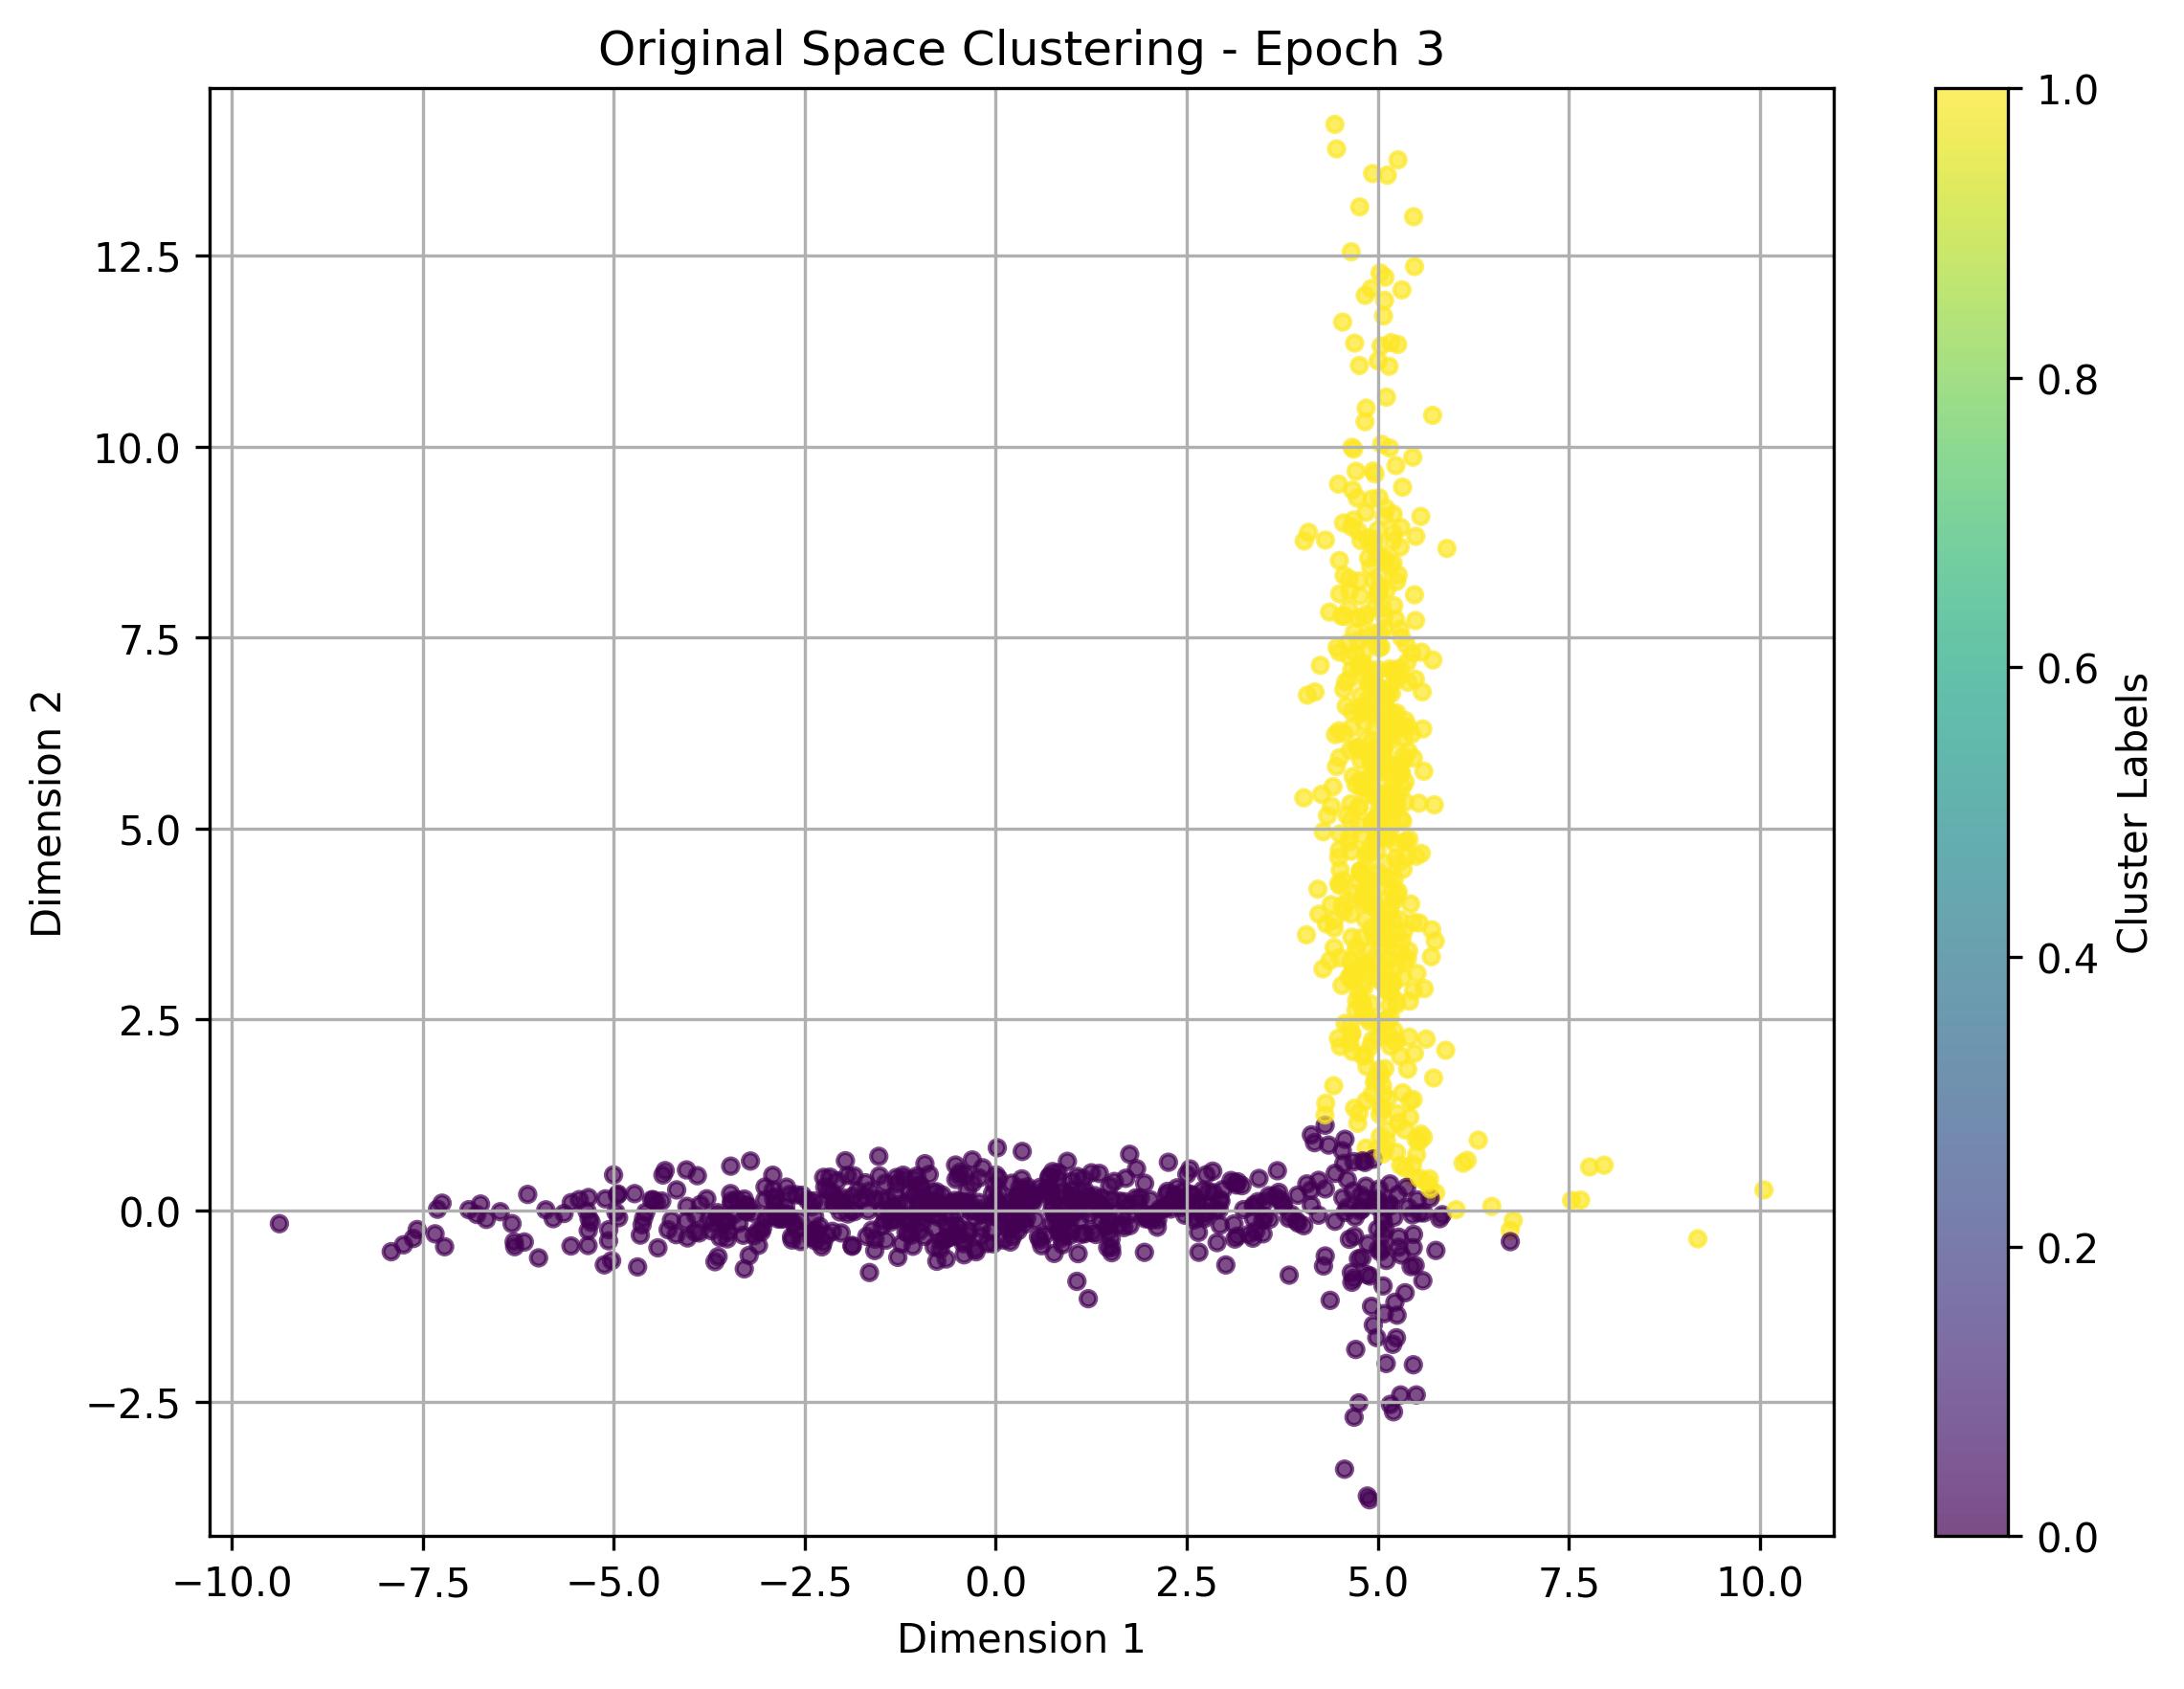 Original Space Clustering - Epoch 3
12.5
10.0
7.5
5.0
2.5
0.0
−2.5
Dimension 2
−10.0 −7.5 −5.0 −2.5 0.0 2.5 5.0 7.5 10.0
Dimension 1
1.0
0.8
0.6
0.4
0.2
0.0
Cluster Labels